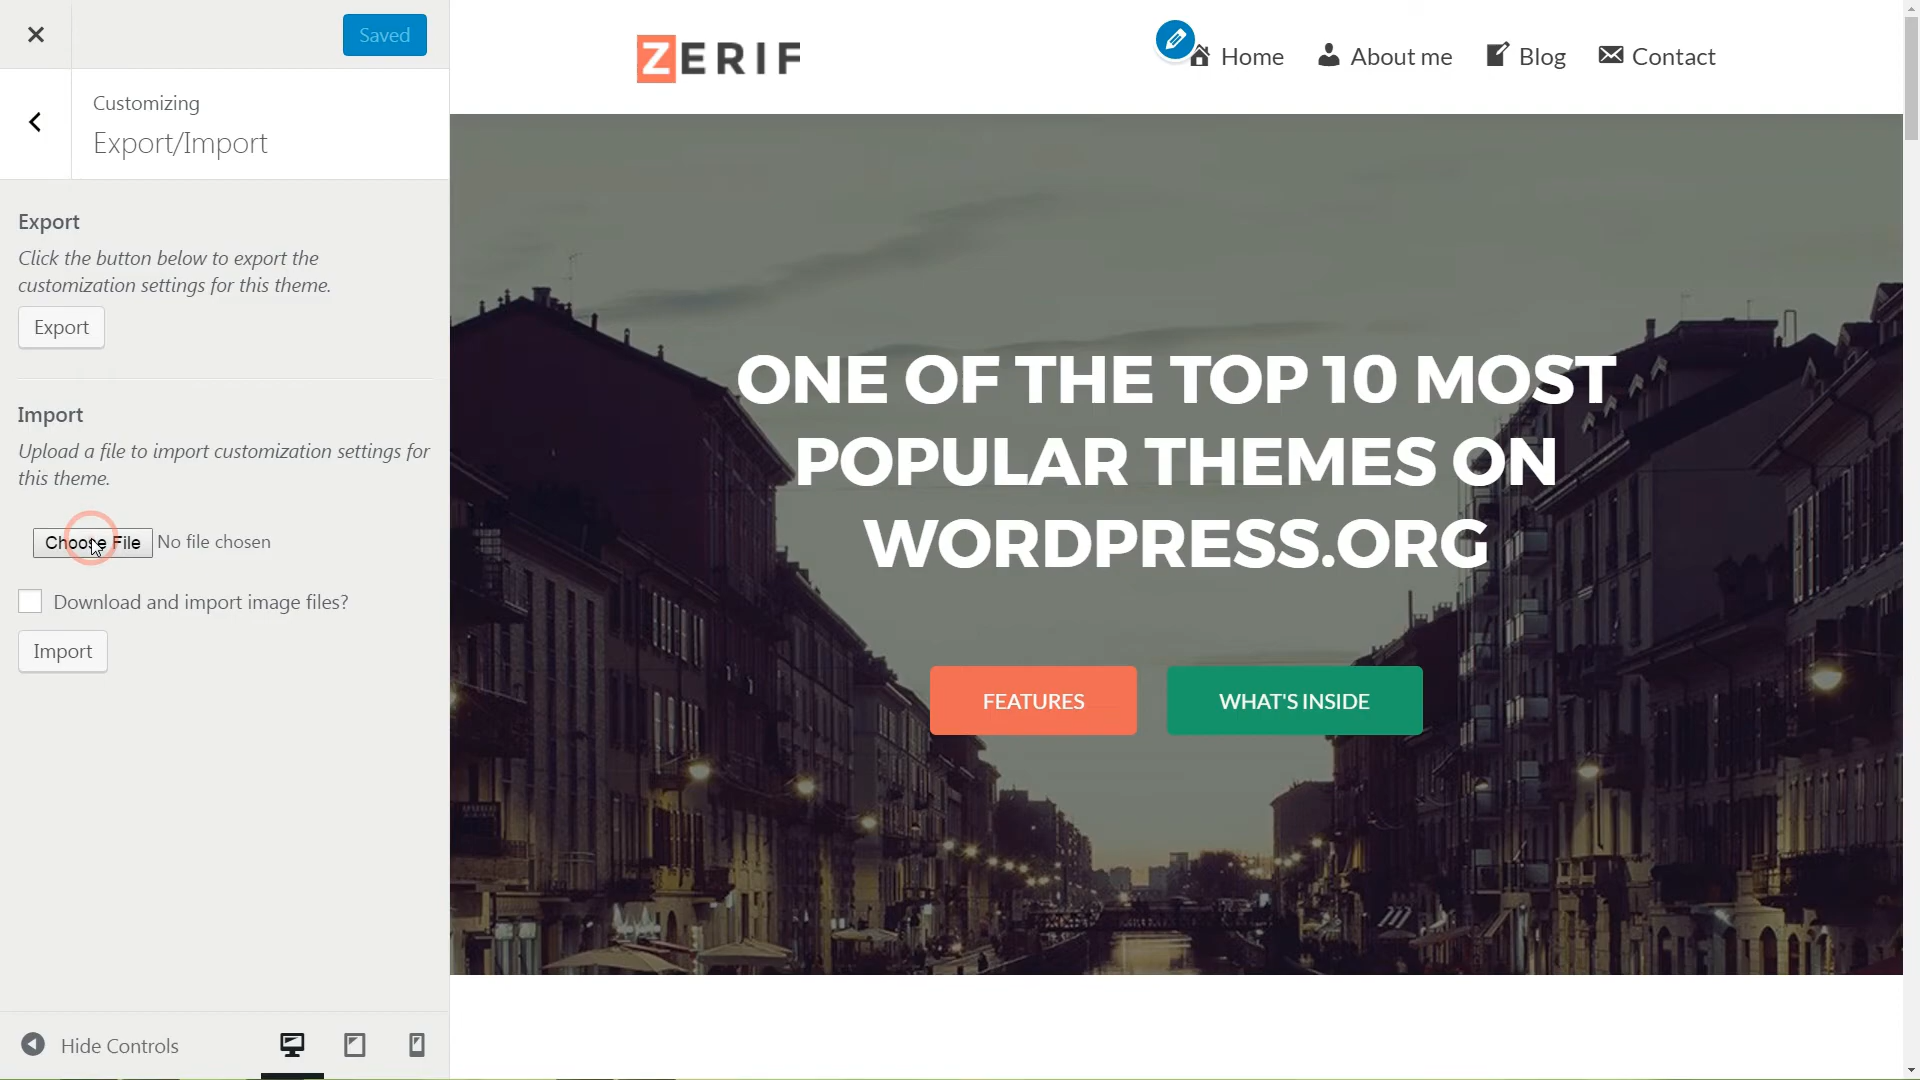 Saved
Customizing
Export/Import
Export
Click the button below to export the
customization settings for this theme.
Export
Import
Upload a file to import customization settings for
this theme.
Choose File No file chosen
Download and import image files?
Import
Hide Controls
ZERIF
Home About me Blog Contact
ONE OF THE TOP 10 MOST
POPULAR THEMES ON
WORDPRESS.ORG
FEATURES WHAT'S INSIDE